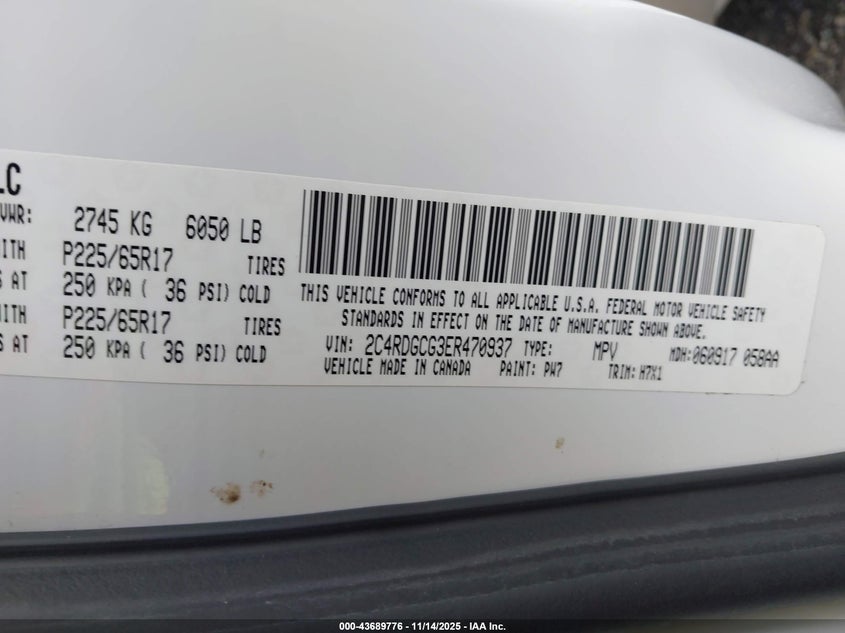 LC
VWR: 2745 KG 6050 LB
ITH P225/65R17 TIRES
S AT 250 KPA ( 36 PSI) COLD
ITH P225/65R17 TIRES
S AT 250 KPA ( 36 PSI) COLD
THIS VEHICLE CONFORMS TO ALL APPLICABLE U.S.A. FEDERAL MOTOR VEHICLE SAFETY
STANDARDS IN EFFECT ON THE DATE OF MANUFACTURE SHOWN ABOVE.
VIN: 2C4RDGCG3ER470937 TYPE: MPV MDH:060917 058AA
VEHICLE MADE IN CANADA PAINT: PW7 TRIM: H7X1
000-43689776 - 11/14/2025 - IAA Inc.